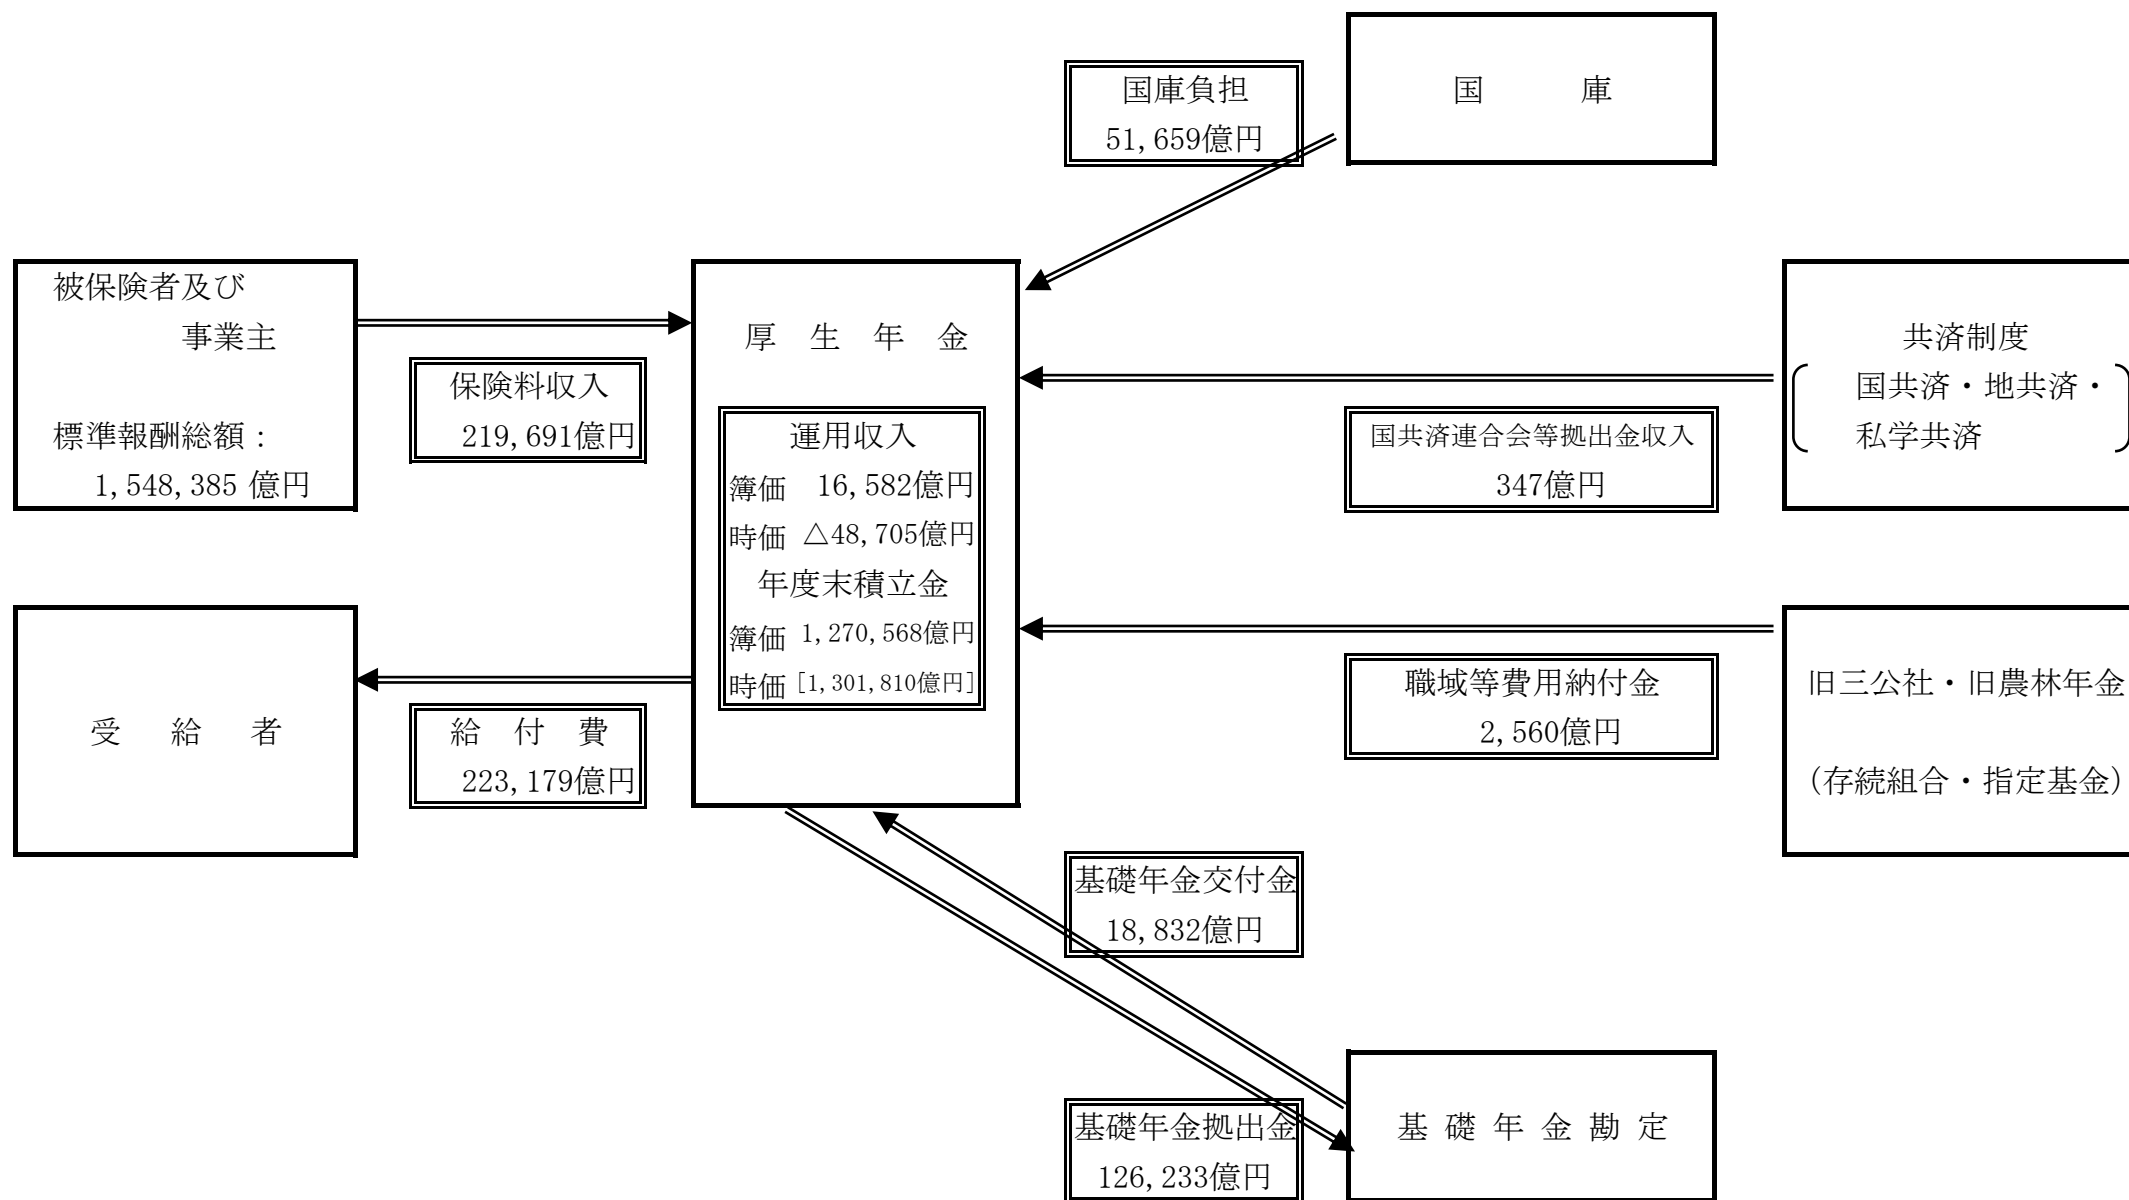 国庫負担
51,659億円
国　庫
被保険者及び
事業主
標準報酬総額：
1,548,385 億円
保険料収入
219,691億円
厚 生 年 金
運用収入
簿価 16,582億円
時価 △48,705億円
年度末積立金
簿価 1,270,568億円
時価 [1,301,810億円]
共済制度
国共済・地共済・
私学共済
国共済連合会等拠出金収入
347億円
受　給　者
給 付 費
223,179億円
職域等費用納付金
2,560億円
旧三公社・旧農林年金
(存続組合・指定基金)
基礎年金交付金
18,832億円
基礎年金拠出金
126,233億円
基 礎 年 金 勘 定